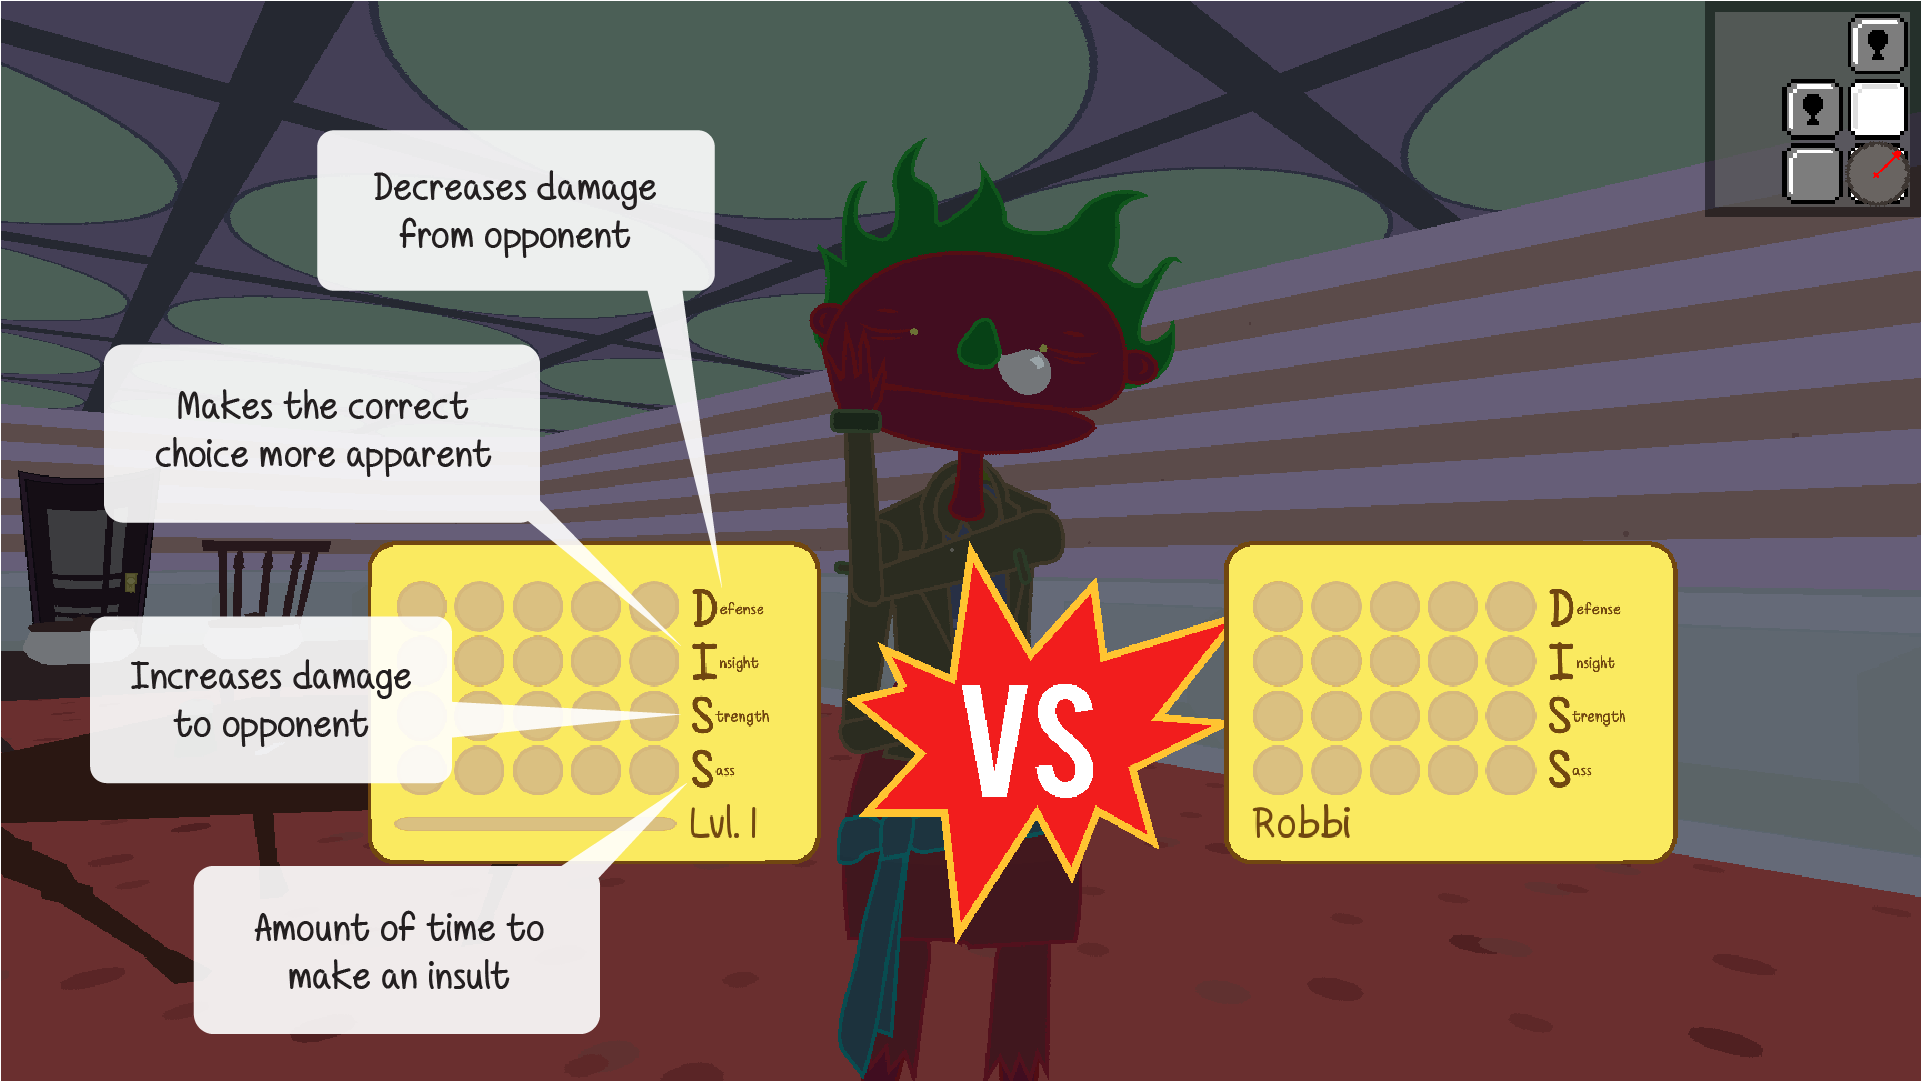 Decreases damage
from opponent
Makes the correct
choice more apparent
Increases damage
to opponent
Amount of time to
make an insult
Defense
Insight
Strength
Sass
Lvl. 1
VS
Defense
Insight
Strength
Sass
Robbi